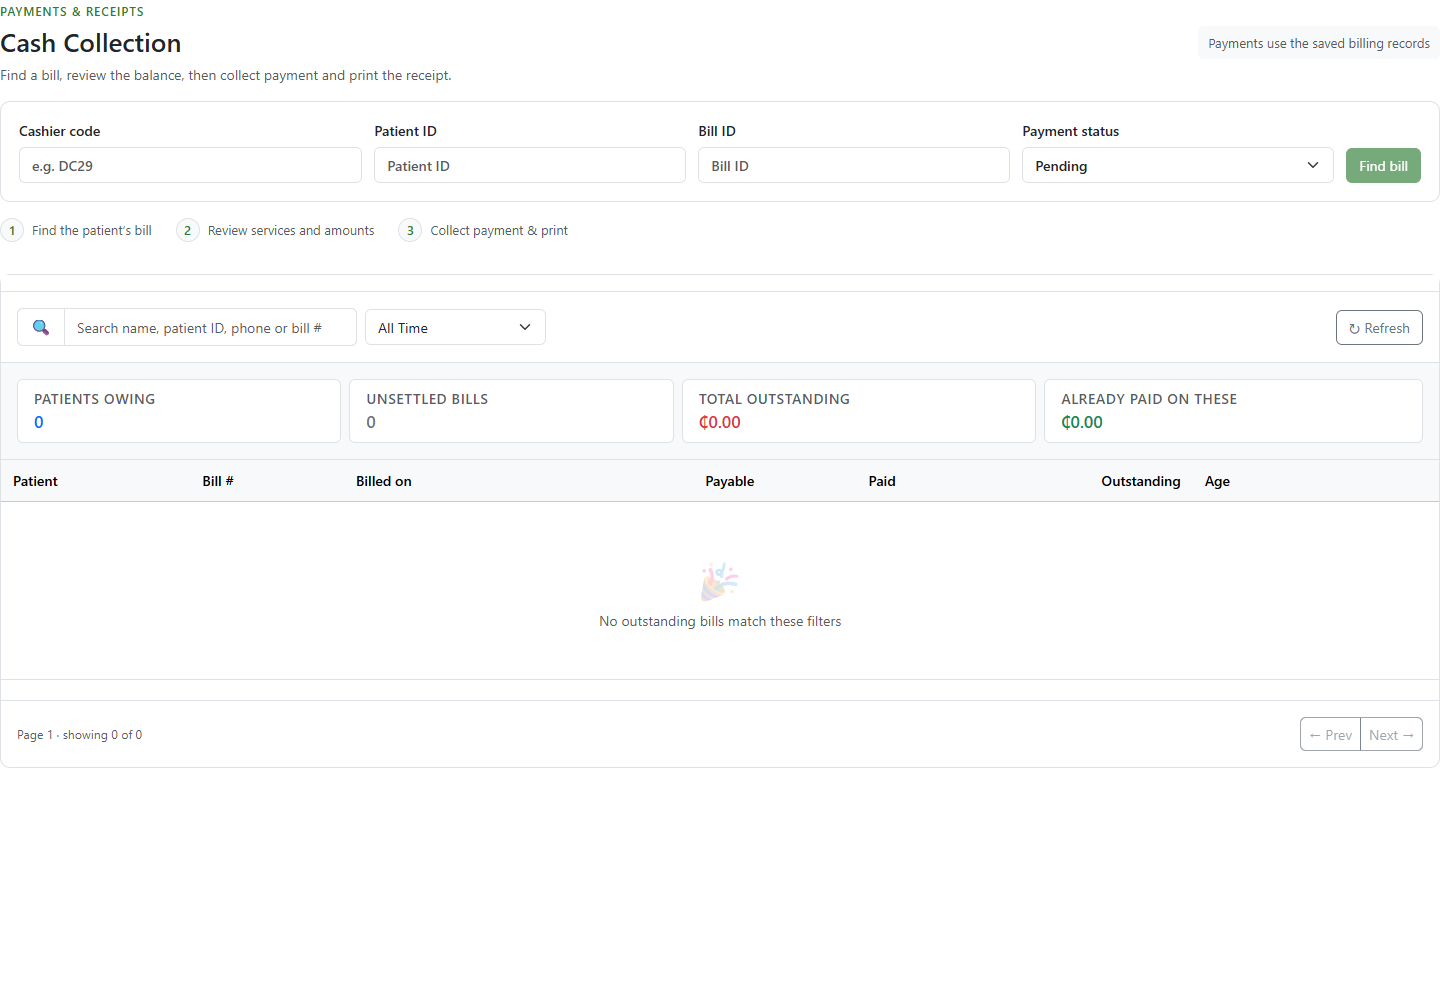 PAYMENTS & RECEIPTS
Cash Collection
Payments use the saved billing records
Find a bill, review the balance, then collect payment and print the receipt.
Cashier code
Patient ID
Bill ID
Payment status
e.g. DC29
Patient ID
Bill ID
Pending
Find bill
1 Find the patient's bill
2 Review services and amounts
3 Collect payment & print
Search name, patient ID, phone or bill #
All Time
↻ Refresh
PATIENTS OWING
0
UNSETTLED BILLS
0
TOTAL OUTSTANDING
₵0.00
ALREADY PAID ON THESE
₵0.00
Patient Bill # Billed on Payable Paid Outstanding Age
No outstanding bills match these filters
Page 1 · showing 0 of 0
← Prev
Next →